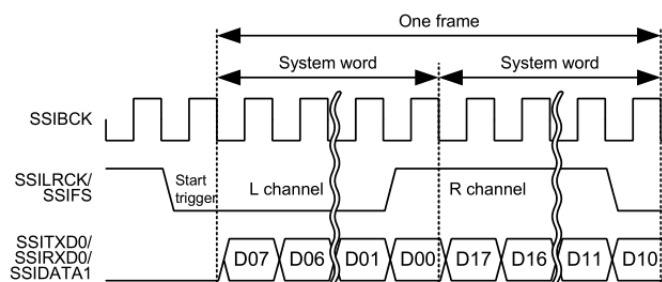 One frame
System word System word
SSIBCK
SSILRCK/
SSIFS
Start
trigger
L channel R channel
SSITXD0/
SSIRXD0/
SSIDATA1
D07 D06 D01 D00 D17 D16 D11 D10